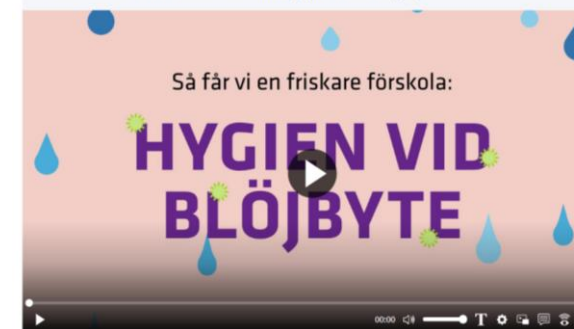 Så får vi en friskare förskola:
HYGIEN VID
BLÖJBYTE
00:00
T